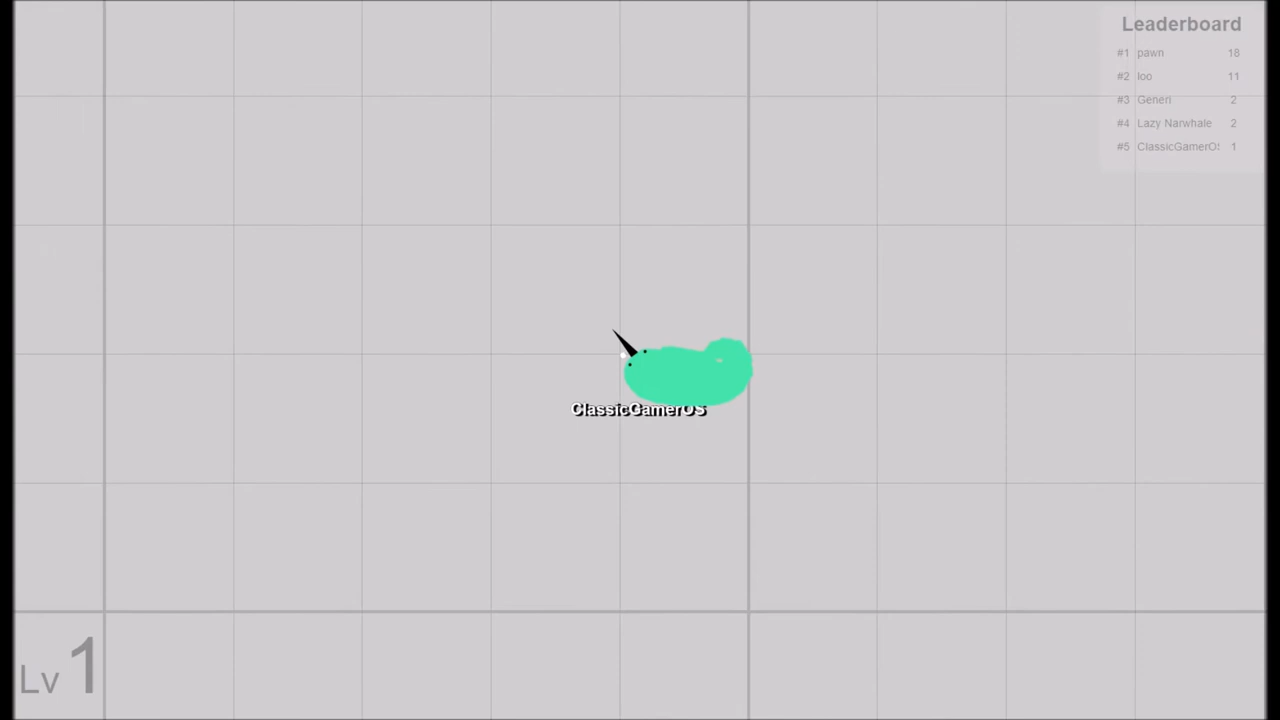 Leaderboard
#1 pawn 18
#2 loo 11
#3 Generi 2
#4 Lazy Narwhale 2
#5 ClassicGamerOS 1
ClassicGamerOS
Lv 1